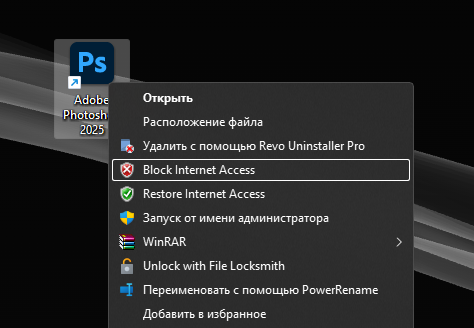 Ps
Adobe
Photosho
2025
Открыть
Расположение файла
Удалить с помощью Revo Uninstaller Pro
Block Internet Access
Restore Internet Access
Запуск от имени администратора
WinRAR
Unlock with File Locksmith
Переименовать с помощью PowerRename
Добавить в избранное